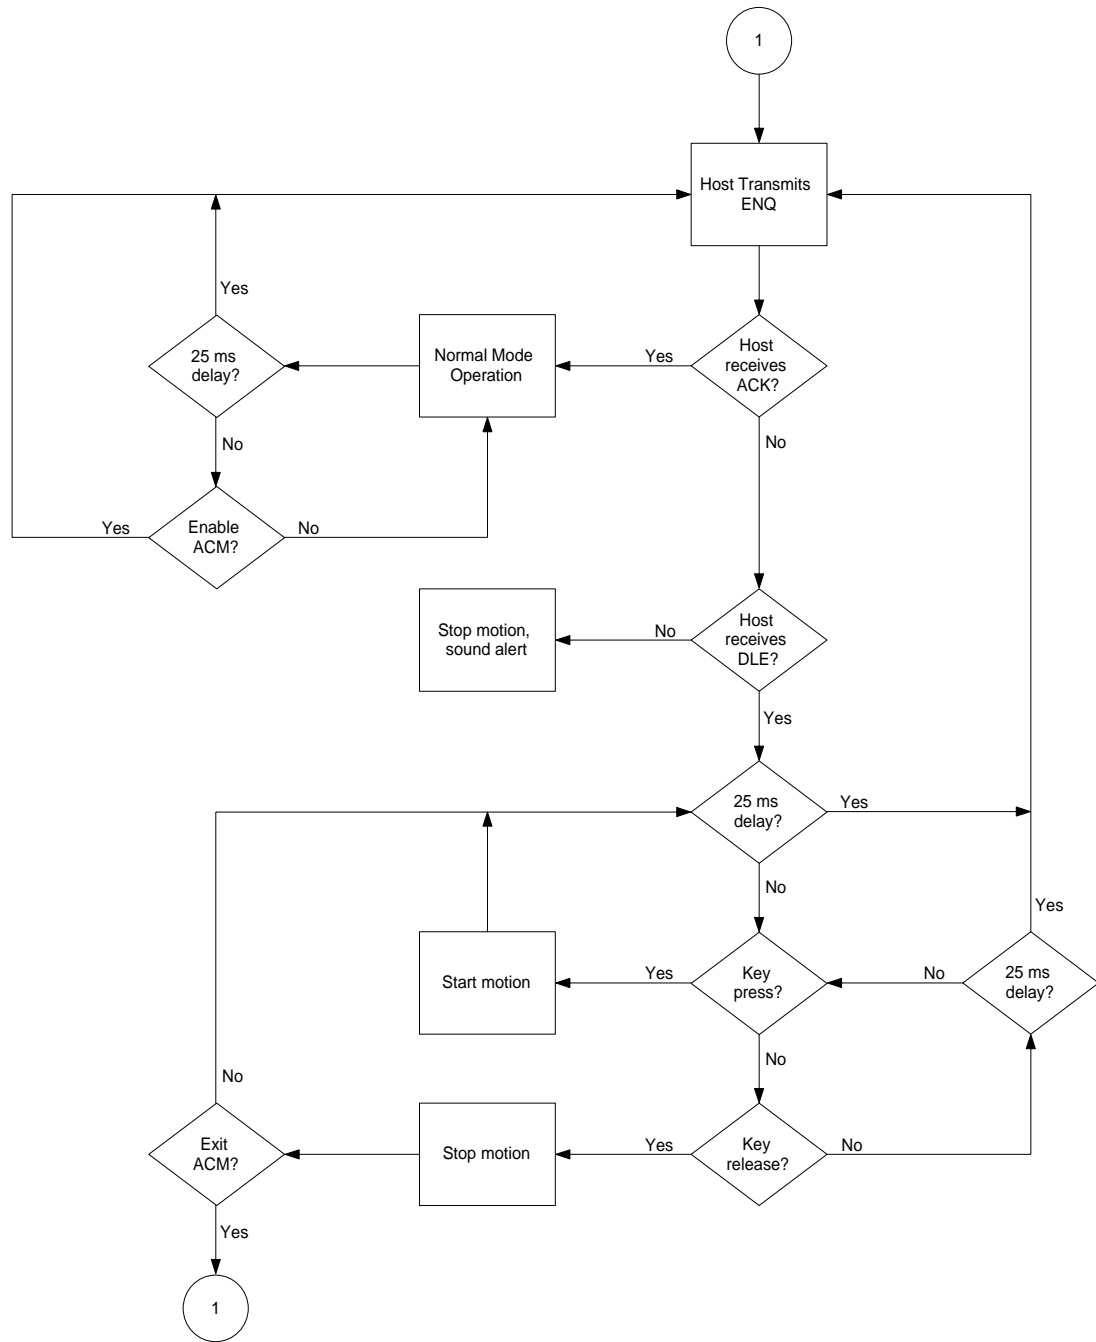 1
Host Transmits
ENQ
Yes
25 ms
delay?
Normal Mode
Operation
Yes
Host
receives
ACK?
No
No
Yes
Enable
ACM?
No
Stop motion,
sound alert
No
Host
receives
DLE?
Yes
25 ms
delay?
Yes
No
Yes
Start motion
Yes
Key
press?
No
25 ms
delay?
No
No
Exit
ACM?
Stop motion
Yes
Key
release?
No
Yes
1